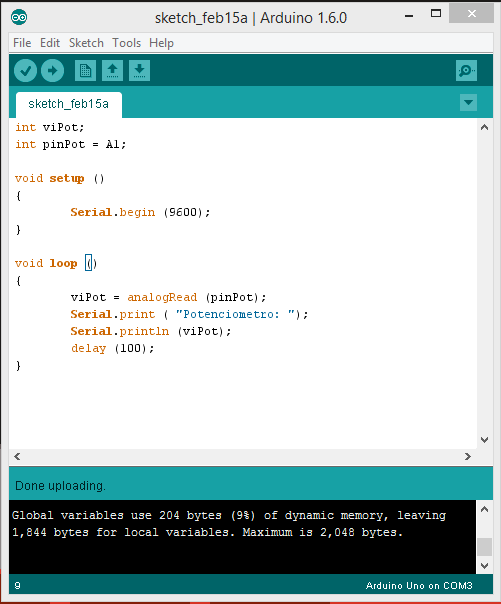 sketch_feb15a | Arduino 1.6.0
File Edit Sketch Tools Help
sketch_feb15a
int viPot;
int pinPot = A1;
void setup ()
{
Serial.begin (9600);
}
void loop ()
{
viPot = analogRead (pinPot);
Serial.print ( "Potenciometro: ");
Serial.println (viPot);
delay (100);
}
Done uploading.
Global variables use 204 bytes (9%) of dynamic memory, leaving
1,844 bytes for local variables. Maximum is 2,048 bytes.
9 Arduino Uno on COM3